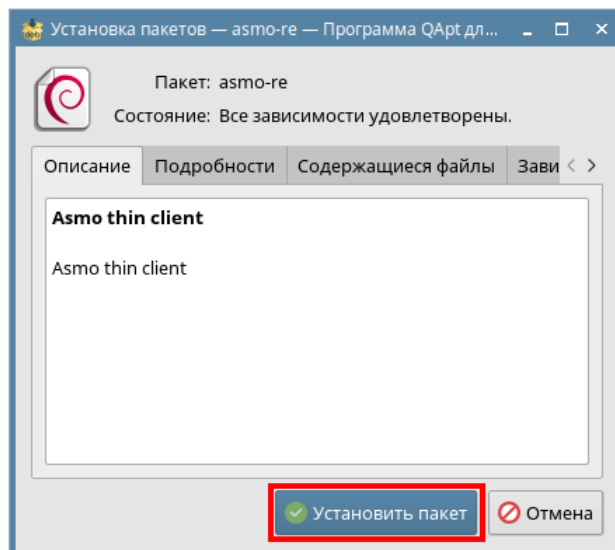 Установка пакетов — asmo-re — Программа QApt дл...
Пакет: asmo-re
Состояние: Все зависимости удовлетворены.
Описание Подробности Содержащиеся файлы Зави
Asmo thin client
Asmo thin client
Установить пакет Отмена